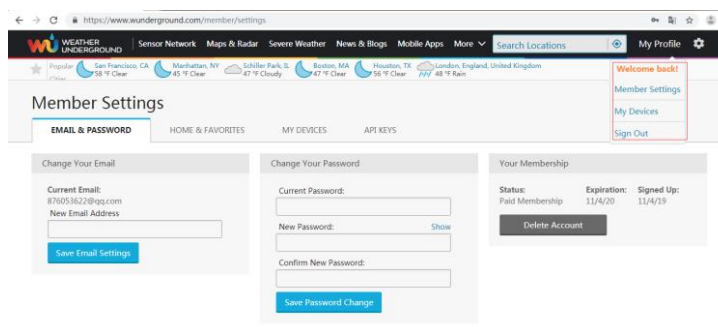 https://www.wunderground.com/member/settings
WEATHER UNDERGROUND
Sensor Network Maps & Radar Severe Weather News & Blogs Mobile Apps More Search Locations My Profile
Popular Cities
San Francisco, CA
58 °F Clear
Manhattan, NY
45 °F Clear
Schiller Park, IL
47 °F Cloudy
Boston, MA
47 °F Clear
Houston, TX
56 °F Clear
London, England, United Kingdom
48 °F Rain
Welcome back!
Member Settings
My Devices
Sign Out
Member Settings
EMAIL & PASSWORD HOME & FAVORITES MY DEVICES API KEYS
Change Your Email
Current Email:
876053622@qq.com
New Email Address
Save Email Settings
Change Your Password
Current Password:
New Password: Show
Confirm New Password:
Save Password Change
Your Membership
Status: Expiration: Signed Up:
Paid Membership 11/4/20 11/4/19
Delete Account